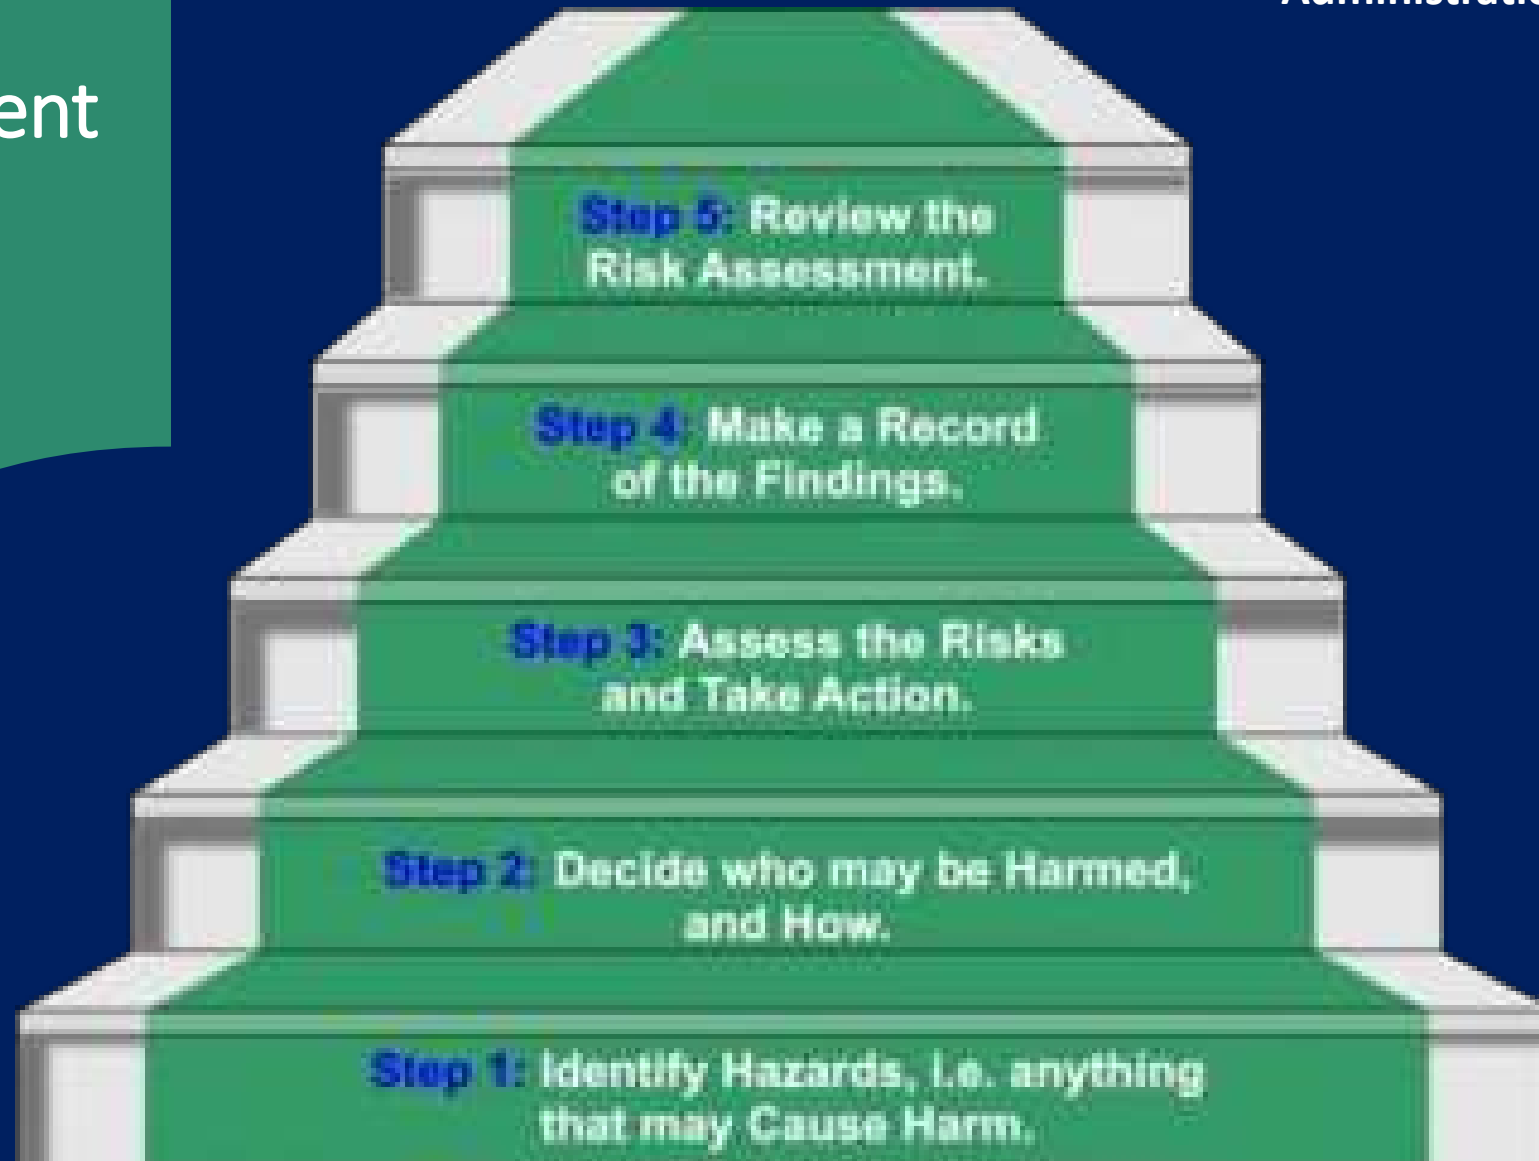 ent
Step 5: Review the
Risk Assessment.
Step 4: Make a Record
of the Findings.
Step 3: Assess the Risks
and Take Action.
Step 2: Decide who may be Harmed,
and How.
Step 1: Identify Hazards, i.e. anything
that may Cause Harm.